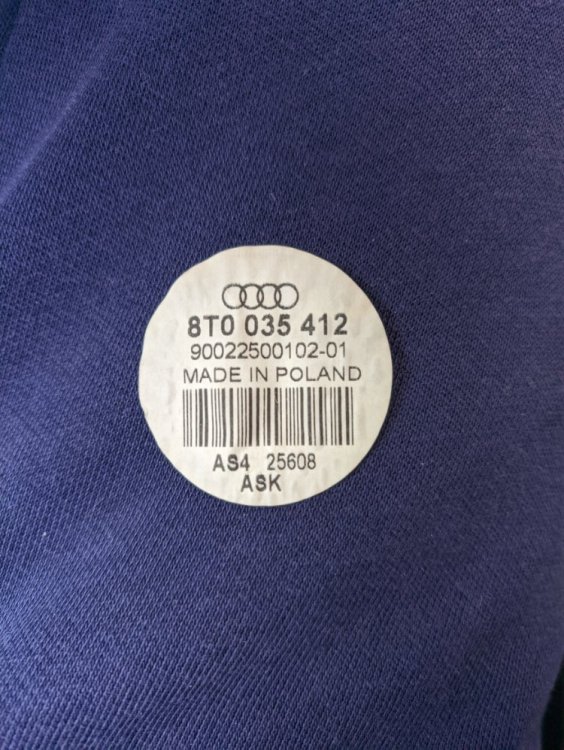 8T0 035 412
90022500102-01
MADE IN POLAND
AS4 25608
ASK